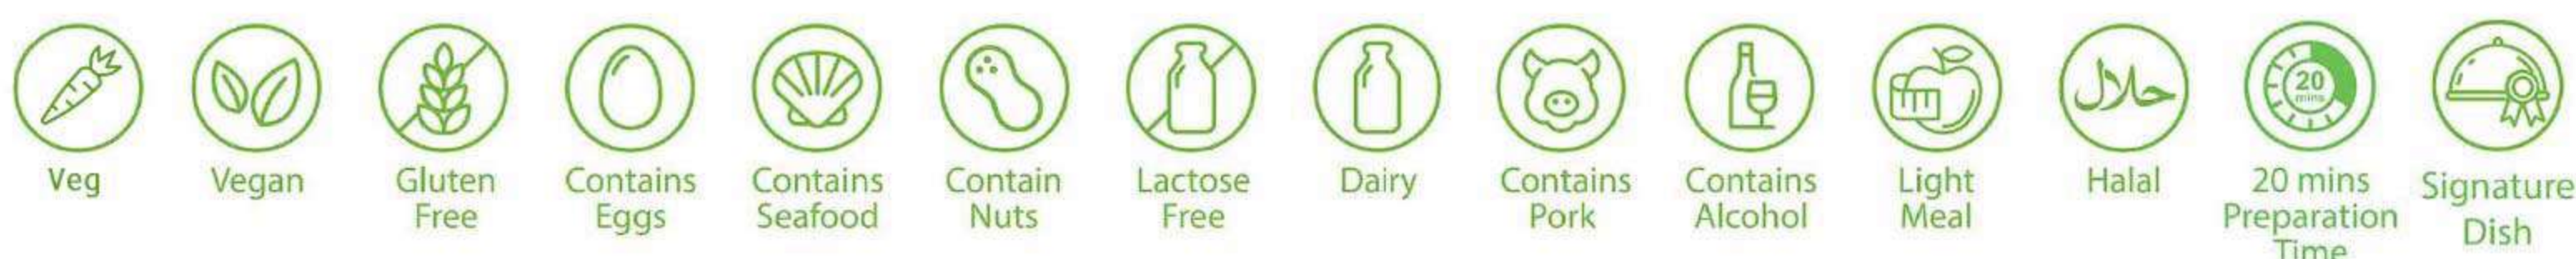 Veg
Vegan
Gluten
Free
Contains
Eggs
Contains
Seafood
Contain
Nuts
Lactose
Free
Dairy
Contains
Pork
Contains
Alcohol
Light
Meal
حلال
Halal
20
mins
20 mins
Preparation
Time
Signature
Dish